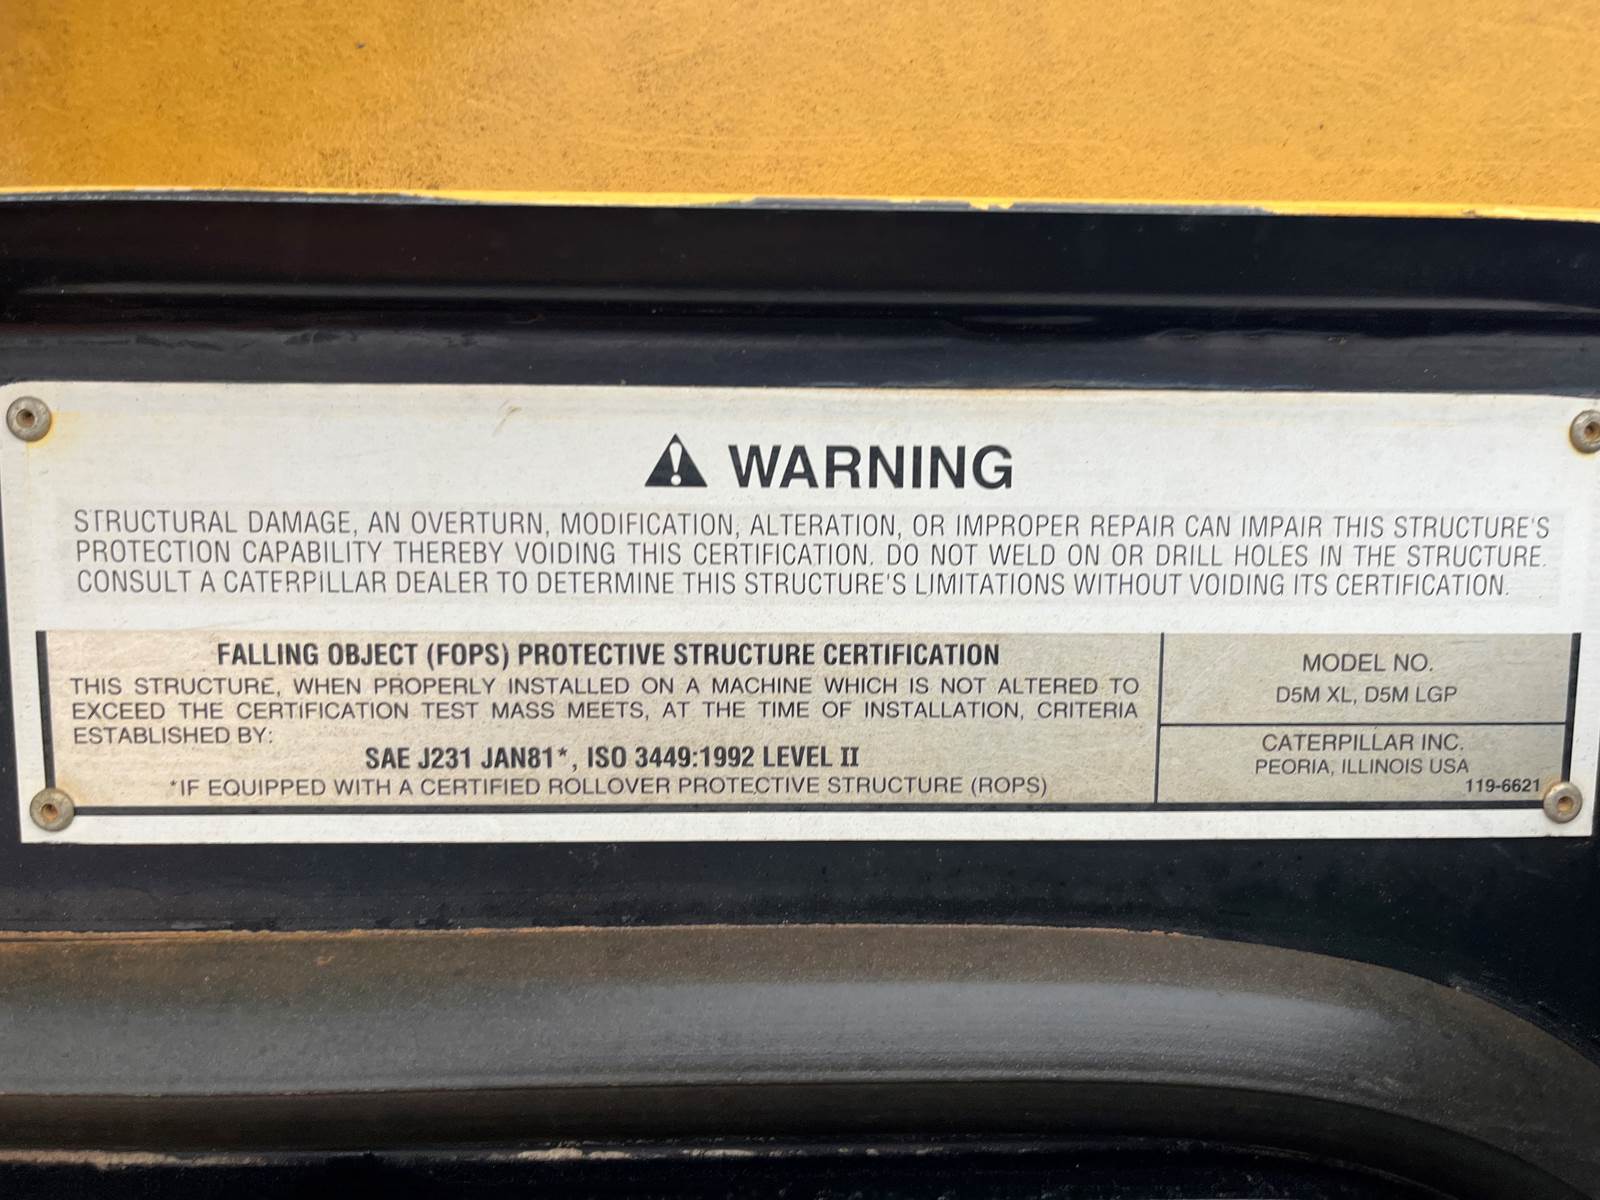 WARNING
STRUCTURAL DAMAGE, AN OVERTURN, MODIFICATION, ALTERATION, OR IMPROPER REPAIR CAN IMPAIR THIS STRUCTURE'S
PROTECTION CAPABILITY THEREBY VOIDING THIS CERTIFICATION. DO NOT WELD ON OR DRILL HOLES IN THE STRUCTURE.
CONSULT A CATERPILLAR DEALER TO DETERMINE THIS STRUCTURE'S LIMITATIONS WITHOUT VOIDING ITS CERTIFICATION.
FALLING OBJECT (FOPS) PROTECTIVE STRUCTURE CERTIFICATION
THIS STRUCTURE, WHEN PROPERLY INSTALLED ON A MACHINE WHICH IS NOT ALTERED TO
EXCEED THE CERTIFICATION TEST MASS MEETS, AT THE TIME OF INSTALLATION, CRITERIA
ESTABLISHED BY:
SAE J231 JAN81*, ISO 3449:1992 LEVEL II
*IF EQUIPPED WITH A CERTIFIED ROLLOVER PROTECTIVE STRUCTURE (ROPS)
MODEL NO.
D5M XL, D5M LGP
CATERPILLAR INC.
PEORIA, ILLINOIS USA
119-6621